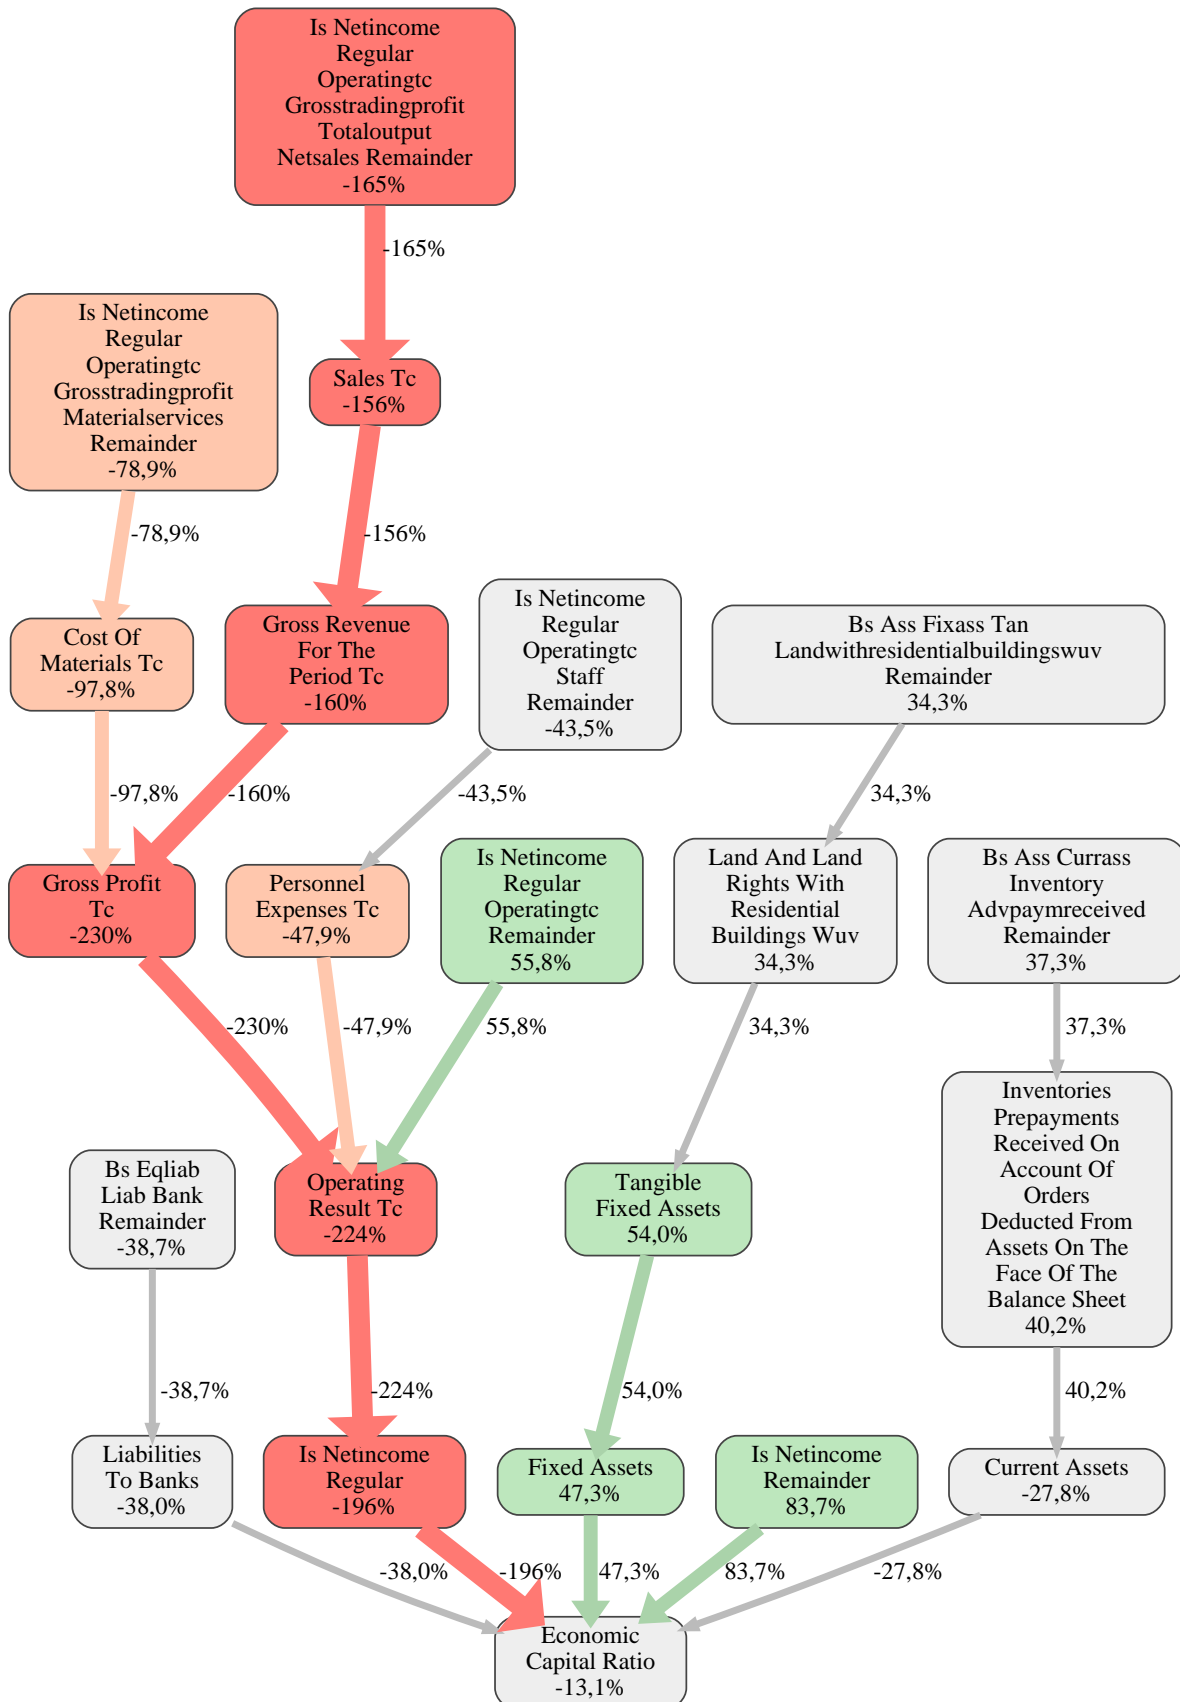 Is Netincome
Regular
Operatingtc
Grosstradingprofit
Totaloutput
Netsales Remainder
-165%
-165%
Is Netincome
Regular
Operatingtc
Grosstradingprofit
Materialservices
Remainder
-78,9%
Sales Tc
-156%
-78,9%
-156%
Cost Of
Materials Tc
-97,8%
Gross Revenue
For The
Period Tc
-160%
Is Netincome
Regular
Operatingtc
Staff
Remainder
-43,5%
Bs Ass Fixass Tan
Landwithresidentialbuildingswuv
Remainder
34,3%
-97,8%
-160%
-43,5%
34,3%
Gross Profit
Tc
-230%
Personnel
Expenses Tc
-47,9%
Is Netincome
Regular
Operatingtc
Remainder
55,8%
Land And Land
Rights With
Residential
Buildings Wuv
34,3%
Bs Ass Currass
Inventory
Advpaymreceived
Remainder
37,3%
-230%
-47,9%
55,8%
34,3%
37,3%
Bs Eqliab
Liab Bank
Remainder
-38,7%
Operating
Result Tc
-224%
Tangible
Fixed Assets
54,0%
Inventories
Prepayments
Received On
Account Of
Orders
Deducted From
Assets On The
Face Of The
Balance Sheet
40,2%
-38,7%
-224%
54,0%
40,2%
Liabilities
To Banks
-38,0%
Is Netincome
Regular
-196%
Fixed Assets
47,3%
Is Netincome
Remainder
83,7%
Current Assets
-27,8%
-38,0%
-196%
47,3%
83,7%
-27,8%
Economic
Capital Ratio
-13,1%